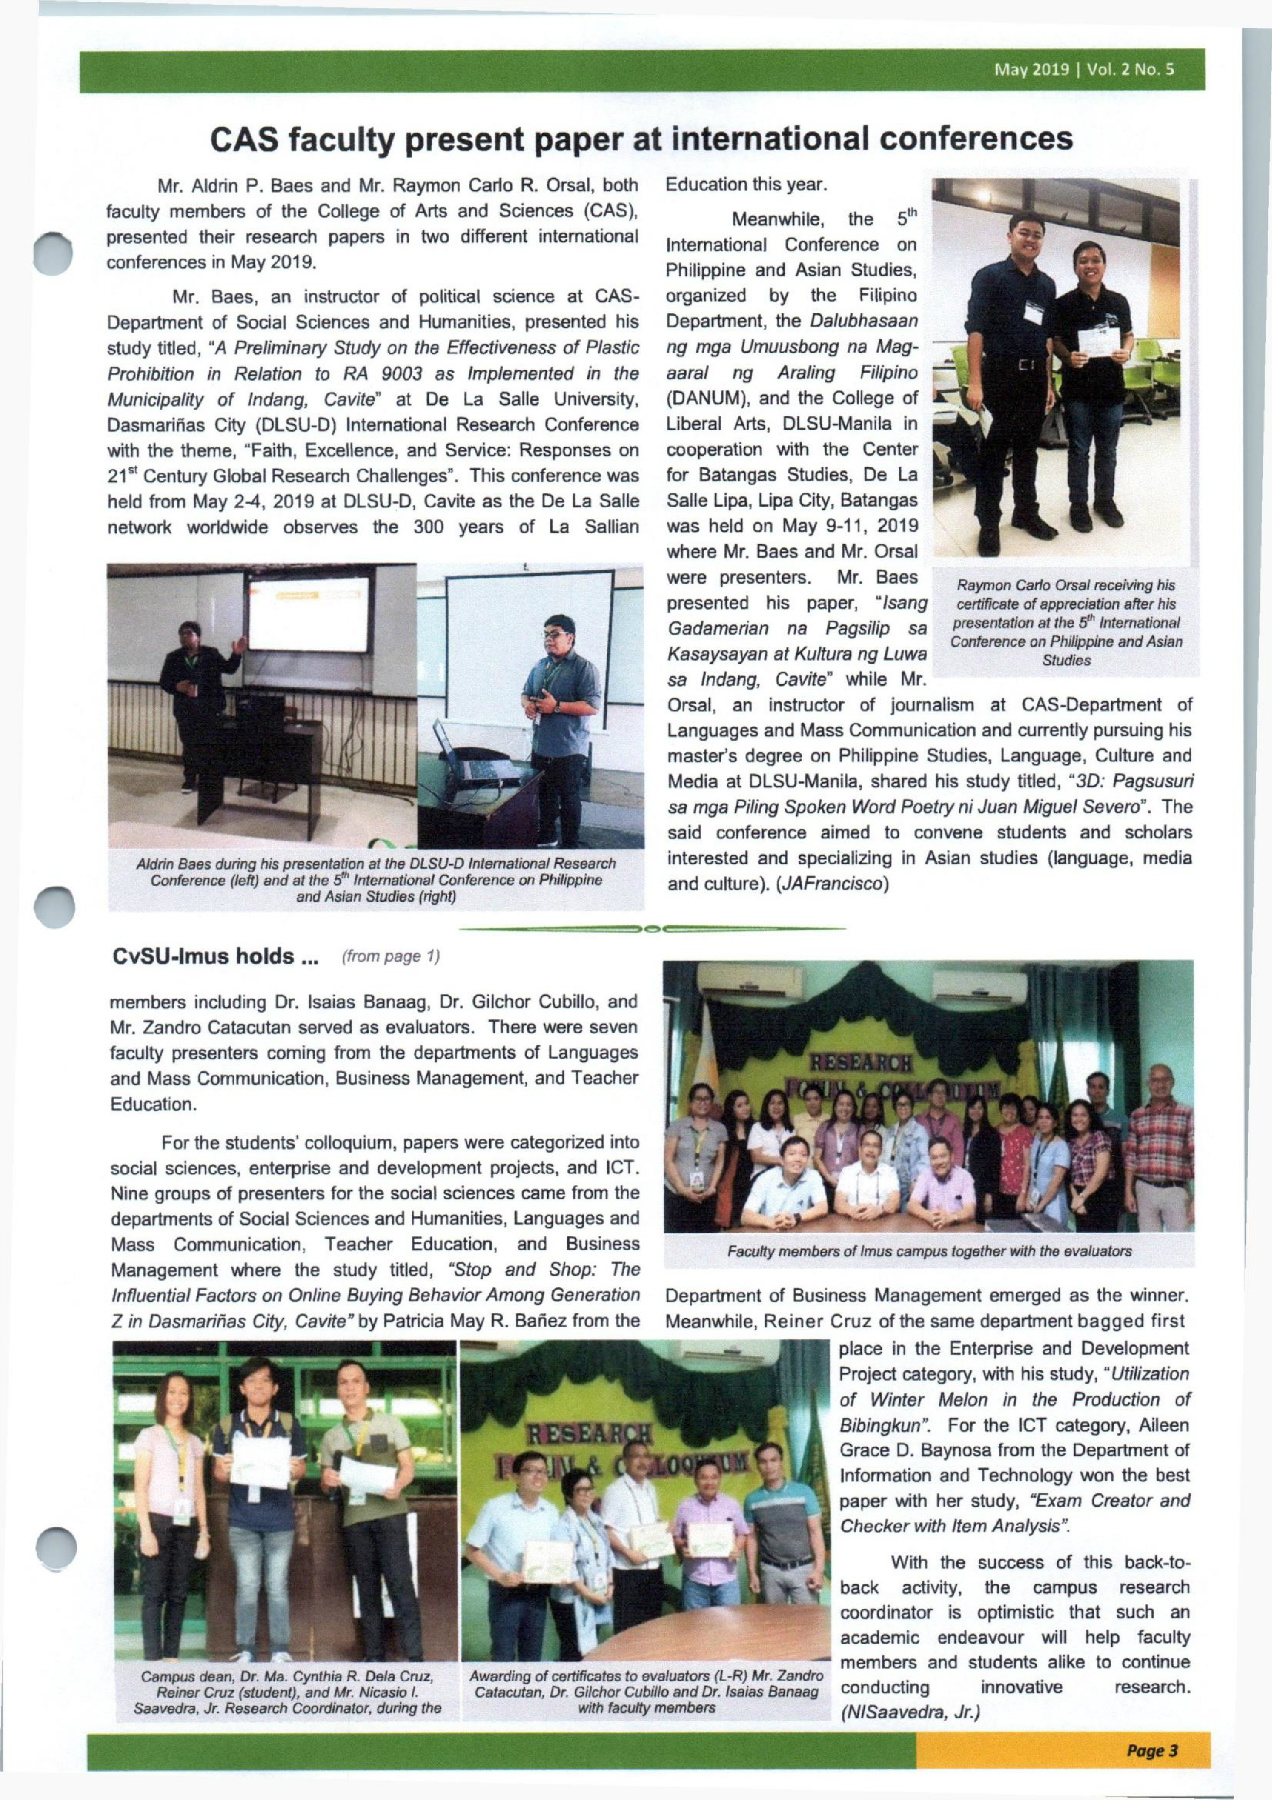 May 2019 | Vol. 2 No. 5
CAS faculty present paper at international conferences
Mr. Aldrin P. Baes and Mr. Raymon Carlo R. Orsal, both
faculty members of the College of Arts and Sciences (CAS),
presented their research papers in two different international
conferences in May 2019.
Mr. Baes, an instructor of political science at CAS-
Department of Social Sciences and Humanities, presented his
study titled, “A Preliminary Study on the Effectiveness of Plastic
Prohibition in Relation to RA 9003 as Implemented in the
Municipality of Indang, Cavite” at De La Salle University,
Dasmariñas City (DLSU-D) International Research Conference
with the theme, “Faith, Excellence, and Service: Responses on
21st Century Global Research Challenges”. This conference was
held from May 2-4, 2019 at DLSU-D, Cavite as the De La Salle
network worldwide observes the 300 years of La Sallian
Aldrin Baes during his presentation at the DLSU-D International Research
Conference (left) and at the 5th International Conference on Philippine
and Asian Studies (right)
Education this year.
Meanwhile, the 5th
International Conference on
Philippine and Asian Studies,
organized by the Filipino
Department, the Dalubhasaan
ng mga Umuusbong na Mag-
aaral ng Araling Filipino
(DANUM), and the College of
Liberal Arts, DLSU-Manila in
cooperation with the Center
for Batangas Studies, De La
Salle Lipa, Lipa City, Batangas
was held on May 9-11, 2019
where Mr. Baes and Mr. Orsal
were presenters. Mr. Baes
presented his paper, “Isang
Gadamerian na Pagsilip sa
Kasaysayan at Kultura ng Luwa
sa Indang, Cavite” while Mr.
Orsal, an instructor of journalism at CAS-Department of
Languages and Mass Communication and currently pursuing his
master’s degree on Philippine Studies, Language, Culture and
Media at DLSU-Manila, shared his study titled, “3D: Pagsusuri
sa mga Piling Spoken Word Poetry ni Juan Miguel Severo”. The
said conference aimed to convene students and scholars
interested and specializing in Asian studies (language, media
and culture). (JAFrancisco)
Raymon Carlo Orsal receiving his
certificate of appreciation after his
presentation at the 5th International
Conference on Philippine and Asian
Studies
CvSU-Imus holds ... (from page 1)
members including Dr. Isaias Banaag, Dr. Gilchor Cubillo, and
Mr. Zandro Catacutan served as evaluators. There were seven
faculty presenters coming from the departments of Languages
and Mass Communication, Business Management, and Teacher
Education.
For the students’ colloquium, papers were categorized into
social sciences, enterprise and development projects, and ICT.
Nine groups of presenters for the social sciences came from the
departments of Social Sciences and Humanities, Languages and
Mass Communication, Teacher Education, and Business
Management where the study titled, “Stop and Shop: The
Influential Factors on Online Buying Behavior Among Generation
Z in Dasmariñas City, Cavite” by Patricia May R. Bañez from the
RESEARCH
FORUM & COLLOQUIUM
Faculty members of Imus campus together with the evaluators
Department of Business Management emerged as the winner.
Meanwhile, Reiner Cruz of the same department bagged first
place in the Enterprise and Development
Project category, with his study, “Utilization
of Winter Melon in the Production of
Bibingkun”. For the ICT category, Aileen
Grace D. Baynosa from the Department of
Information and Technology won the best
paper with her study, “Exam Creator and
Checker with Item Analysis”.
With the success of this back-to-
back activity, the campus research
coordinator is optimistic that such an
academic endeavour will help faculty
members and students alike to continue
conducting innovative research.
(NISaavedra, Jr.)
RESEARCH
& COLLOQUIUM
Campus dean, Dr. Ma. Cynthia R. Dela Cruz,
Reiner Cruz (student), and Mr. Nicasio I.
Saavedra, Jr. Research Coordinator, during the
Awarding of certificates to evaluators (L-R) Mr. Zandro
Catacutan, Dr. Gilchor Cubillo and Dr. Isaias Banaag
with faculty members
Page 3